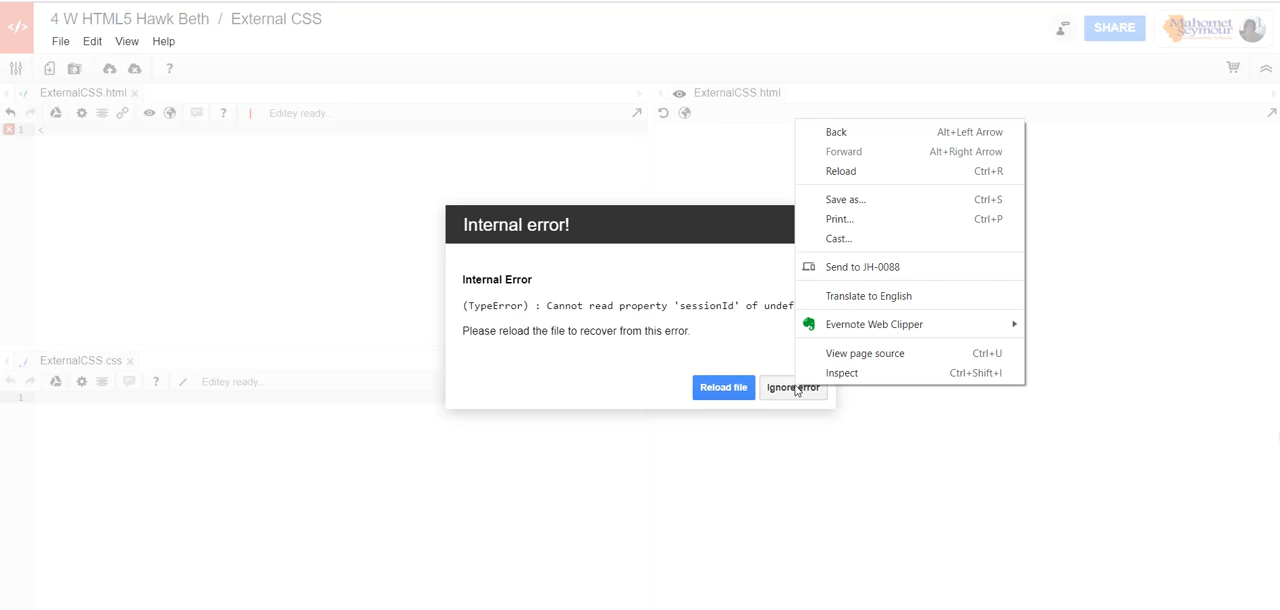 </> 4 W HTML5 Hawk Beth / External CSS
File Edit View Help
SHARE
Mahomet
Seymour
?
</> ExternalCSS.html ×
ExternalCSS.html
? | Editey ready...
1 <
Back Alt+Left Arrow
Forward Alt+Right Arrow
Reload Ctrl+R
Save as... Ctrl+S
Print... Ctrl+P
Cast...
Send to JH-0088
Translate to English
Evernote Web Clipper
View page source Ctrl+U
Inspect Ctrl+Shift+I
Internal error!
Internal Error
(TypeError) : Cannot read property 'sessionId' of undef
Please reload the file to recover from this error.
Reload file Ignore error
ExternalCSS.css ×
? Editey ready...
1